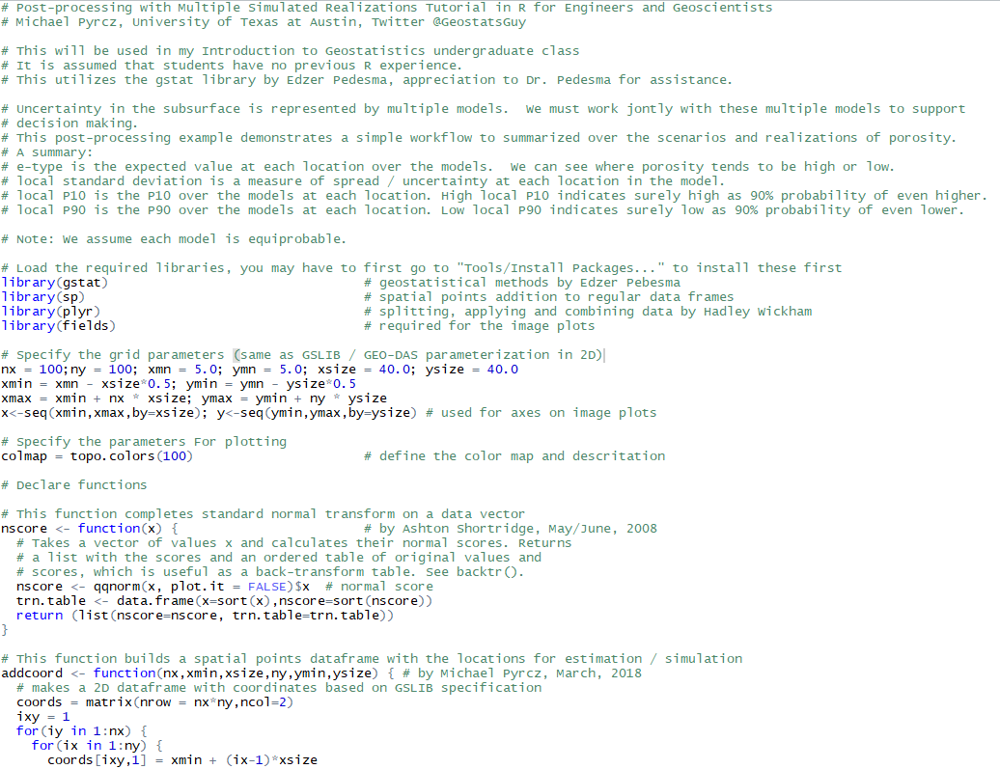 # Post-processing with Multiple Simulated Realizations Tutorial in R for Engineers and Geoscientists
# Michael Pyrcz, University of Texas at Austin, Twitter @GeostatsGuy
# This will be used in my Introduction to Geostatistics undergraduate class
# It is assumed that students have no previous R experience.
# This utilizes the gstat library by Edzer Pedesma, appreciation to Dr. Pedesma for assistance.
# Uncertainty in the subsurface is represented by multiple models.  We must work jontly with these multiple models to support
# decision making.
# This post-processing example demonstrates a simple workflow to summarized over the scenarios and realizations of porosity.
# A summary:
# e-type is the expected value at each location over the models.  We can see where porosity tends to be high or low.
# local standard deviation is a measure of spread / uncertainty at each location in the model.
# local P10 is the P10 over the models at each location. High local P10 indicates surely high as 90% probability of even higher.
# local P90 is the P90 over the models at each location. Low local P90 indicates surely low as 90% probability of even lower.
# Note: We assume each model is equiprobable.
# Load the required libraries, you may have to first go to "Tools/Install Packages..." to install these first
library(gstat)                                 # geostatistical methods by Edzer Pebesma
library(sp)                                    # spatial points addition to regular data frames
library(plyr)                                  # splitting, applying and combining data by Hadley Wickham
library(fields)                                # required for the image plots
# Specify the grid parameters (same as GSLIB / GEO-DAS parameterization in 2D)
nx = 100;ny = 100; xmn = 5.0; ymn = 5.0; xsize = 40.0; ysize = 40.0
xmin = xmn - xsize*0.5; ymin = ymn - ysize*0.5
xmax = xmin + nx * xsize; ymax = ymin + ny * ysize
x<-seq(xmin,xmax,by=xsize); y<-seq(ymin,ymax,by=ysize) # used for axes on image plots
# Specify the parameters For plotting
colmap = topo.colors(100)                      # define the color map and descritation
# Declare functions
# This function completes standard normal transform on a data vector
nscore <- function(x) {                        # by Ashton Shortridge, May/June, 2008
  # Takes a vector of values x and calculates their normal scores. Returns
  # a list with the scores and an ordered table of original values and
  # scores, which is useful as a back-transform table. See backtr().
  nscore <- qqnorm(x, plot.it = FALSE)$x  # normal score
  trn.table <- data.frame(x=sort(x),nscore=sort(nscore))
  return (list(nscore=nscore, trn.table=trn.table))
}
# This function builds a spatial points dataframe with the locations for estimation / simulation
addcoord <- function(nx,xmin,xsize,ny,ymin,ysize) { # by Michael Pyrcz, March, 2018
  # makes a 2D dataframe with coordinates based on GSLIB specification
  coords = matrix(nrow = nx*ny,ncol=2)
  ixy = 1
  for(iy in 1:nx) {
    for(ix in 1:ny) {
      coords[ixy,1] = xmin + (ix-1)*xsize